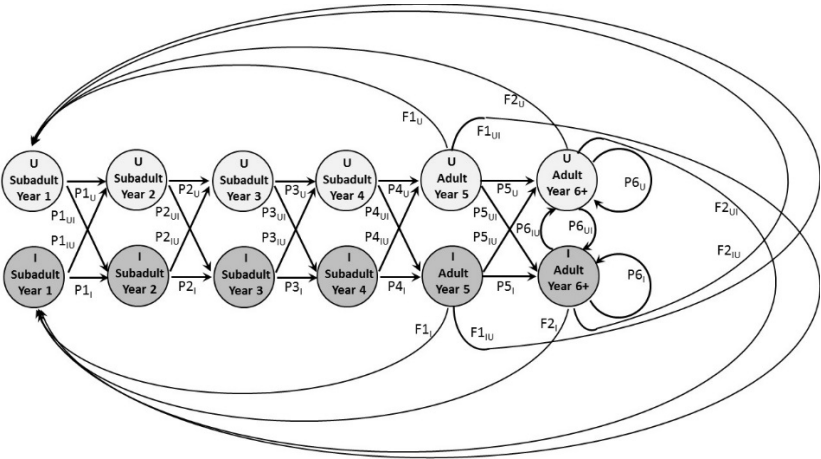 F2U
F1U
F1UI
U Subadult Year 1
P1U
U Subadult Year 2
P2U
U Subadult Year 3
P3U
U Subadult Year 4
P4U
U Adult Year 5
P5U
U Adult Year 6+
P6U
P1UI
P2UI
P3UI
P4UI
P5UI
P6UI
F2UI
P1IU
P2IU
P3IU
P4IU
P5IU
P6IU
F2IU
I Subadult Year 1
P1I
I Subadult Year 2
P2I
I Subadult Year 3
P3I
I Subadult Year 4
P4I
I Adult Year 5
P5I
I Adult Year 6+
P6I
F1I
F1IU
F2I